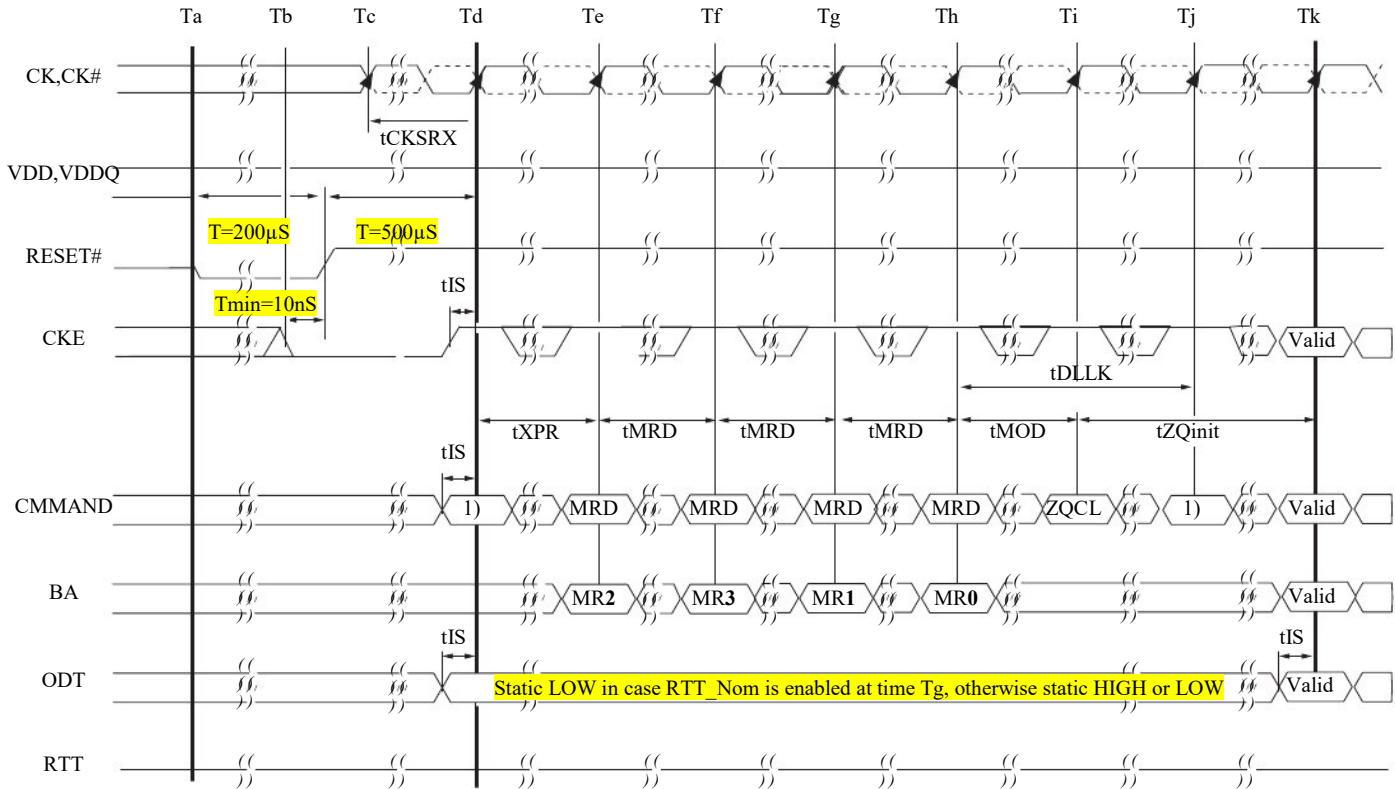 Ta Tb Tc Td Te Tf Tg Th Ti Tj Tk
CK,CK#
tCKSRX
VDD,VDDQ
T=200µS T=500µS
RESET#
Tmin=10nS tIS
CKE Valid
tDLLK
tXPR tMRD tMRD tMRD tMOD tZQinit
tIS
CMMAND 1) MRD MRD MRD MRD ZQCL 1) Valid
BA MR2 MR3 MR1 MR0 Valid
tIS tIS
ODT Static LOW in case RTT_Nom is enabled at time Tg, otherwise static HIGH or LOW Valid
RTT